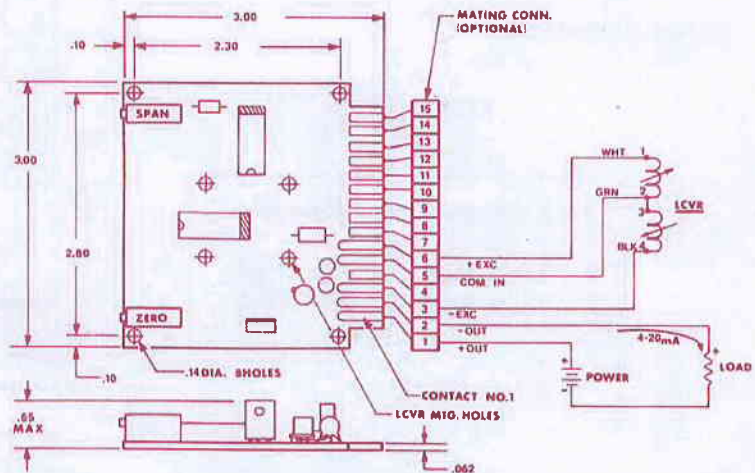 3.00
MATING CONN.
(OPTIONAL)
.10
2.30
SPAN
15
14
13
12
11
10
9
8
7
6
5
4
3
2
1
WHT
1
GRN
2
3
LCVR
BLK
4
3.00
2.80
+EXC
COM IN
-EXC
-OUT
+OUT
4-20mA
+
LOAD
+
POWER
-
ZERO
.10
.14 DIA. 8HOLES
CONTACT NO.1
LCVR MTG. HOLES
.65
MAX
.062